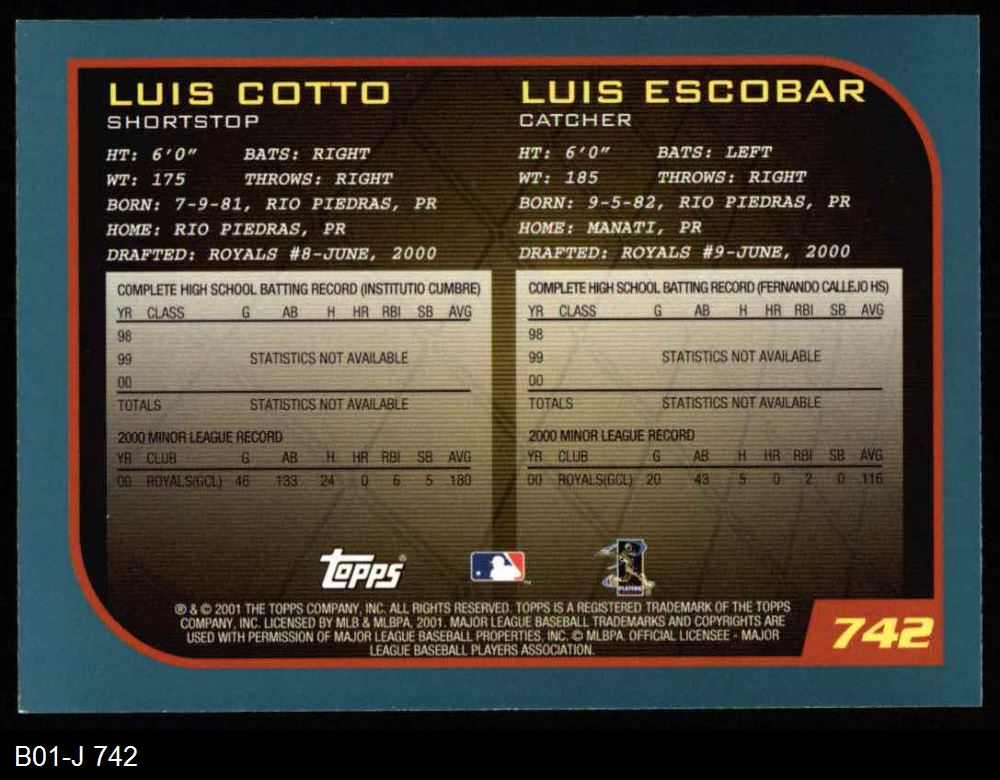 LUIS COTTO
SHORTSTOP
HT: 6'0" BATS: RIGHT
WT: 175 THROWS: RIGHT
BORN: 7-9-81, RIO PIEDRAS, PR
HOME: RIO PIEDRAS, PR
DRAFTED: ROYALS #8-JUNE, 2000
COMPLETE HIGH SCHOOL BATTING RECORD (INSTITUTIO CUMBRE)
YR CLASS G AB H HR RBI SB AVG
98
99 STATISTICS NOT AVAILABLE
00
TOTALS STATISTICS NOT AVAILABLE
2000 MINOR LEAGUE RECORD
YR CLUB G AB H HR RBI SB AVG
00 ROYALS(GCL) 46 133 24 0 6 5 .180
LUIS ESCOBAR
CATCHER
HT: 6'0" BATS: LEFT
WT: 185 THROWS: RIGHT
BORN: 9-5-82, RIO PIEDRAS, PR
HOME: MANATI, PR
DRAFTED: ROYALS #9-JUNE, 2000
COMPLETE HIGH SCHOOL BATTING RECORD (FERNANDO CALLEJO HS)
YR CLASS G AB H HR RBI SB AVG
98
99 STATISTICS NOT AVAILABLE
00
TOTALS STATISTICS NOT AVAILABLE
2000 MINOR LEAGUE RECORD
YR CLUB G AB H HR RBI SB AVG
00 ROYALS(GCL) 20 43 5 0 2 0 .116
Topps®
PLAYERS
® & © 2001 THE TOPPS COMPANY, INC. ALL RIGHTS RESERVED. TOPPS IS A REGISTERED TRADEMARK OF THE TOPPS
COMPANY, INC. LICENSED BY MLB & MLBPA, 2001. MAJOR LEAGUE BASEBALL TRADEMARKS AND COPYRIGHTS ARE
USED WITH PERMISSION OF MAJOR LEAGUE BASEBALL PROPERTIES, INC. © MLBPA OFFICIAL LICENSEE - MAJOR
LEAGUE BASEBALL PLAYERS ASSOCIATION.
742
B01-J 742